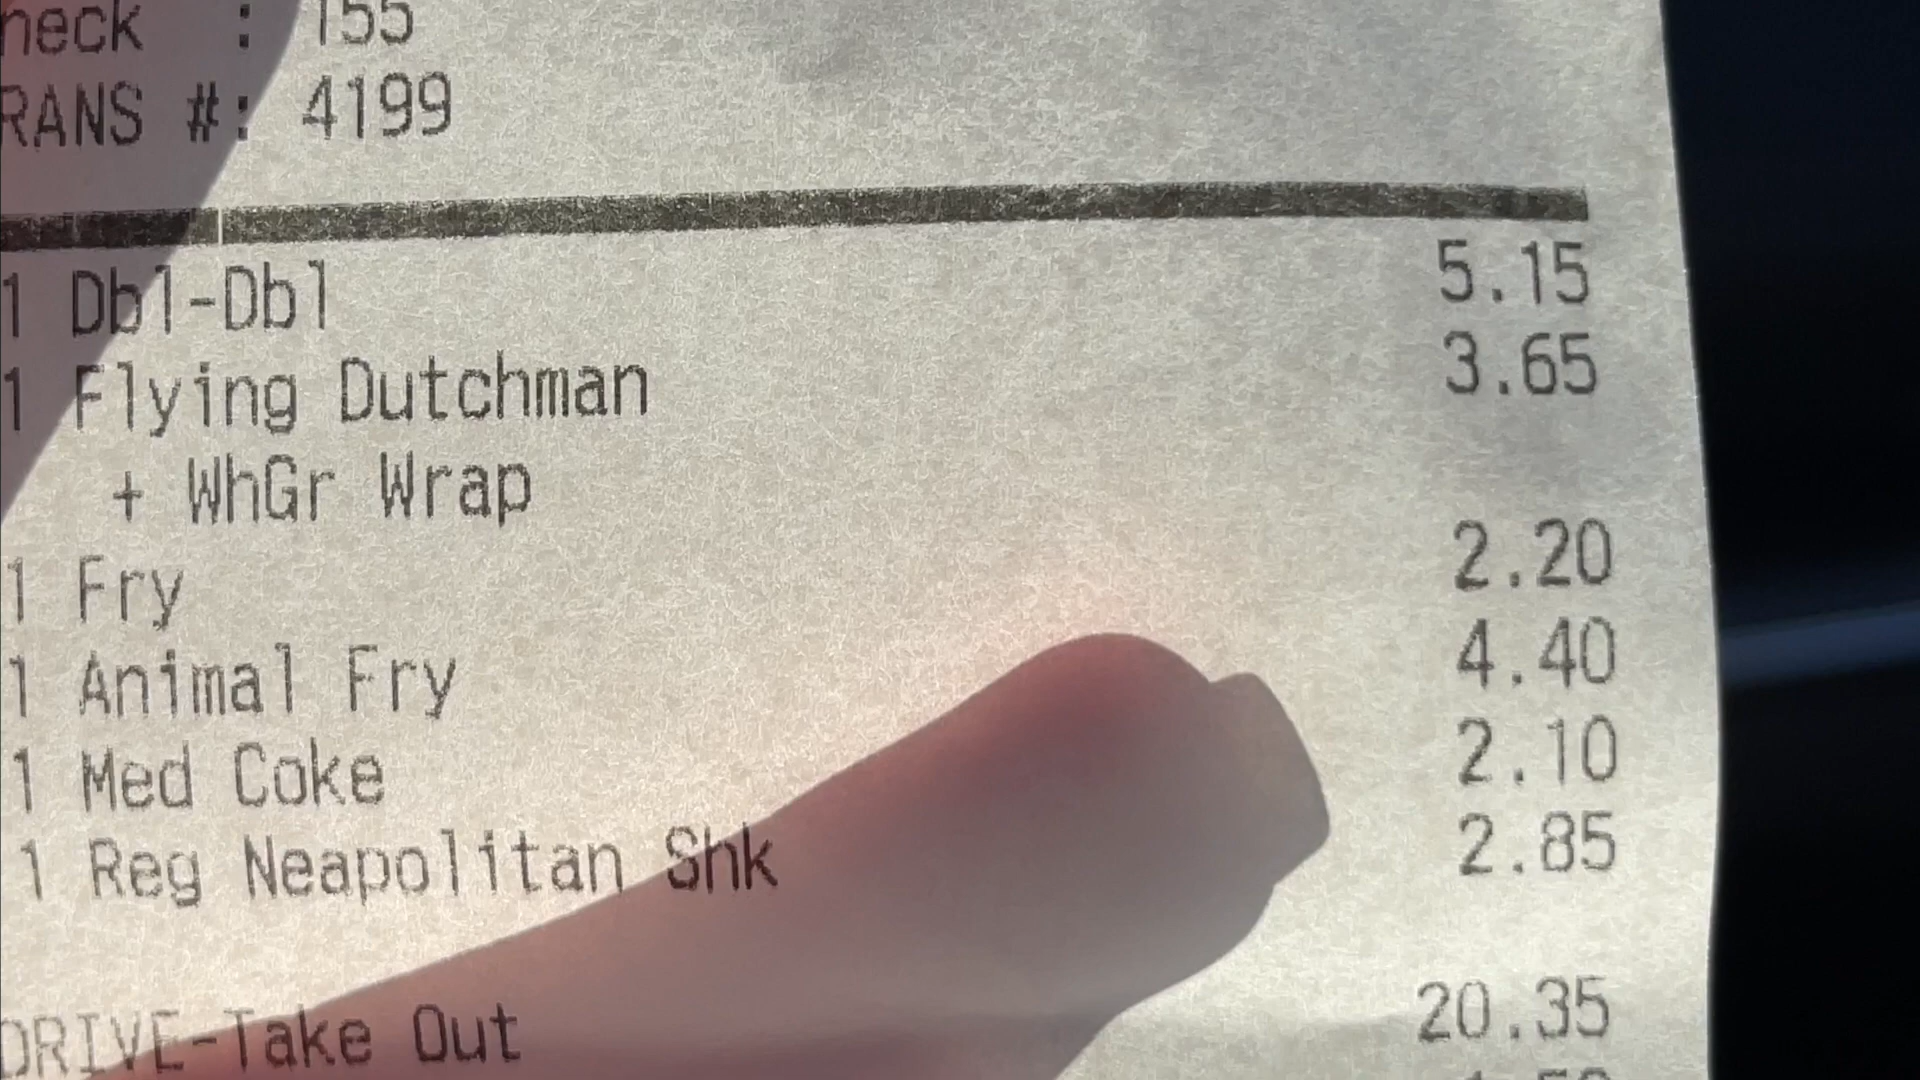 heck : 155
RANS #: 4199
1 Dbl-Dbl 5.15
1 Flying Dutchman 3.65
+ WhGr Wrap
1 Fry 2.20
1 Animal Fry 4.40
1 Med Coke 2.10
1 Reg Neapolitan Shk 2.85
DRIVE-Take Out 20.35